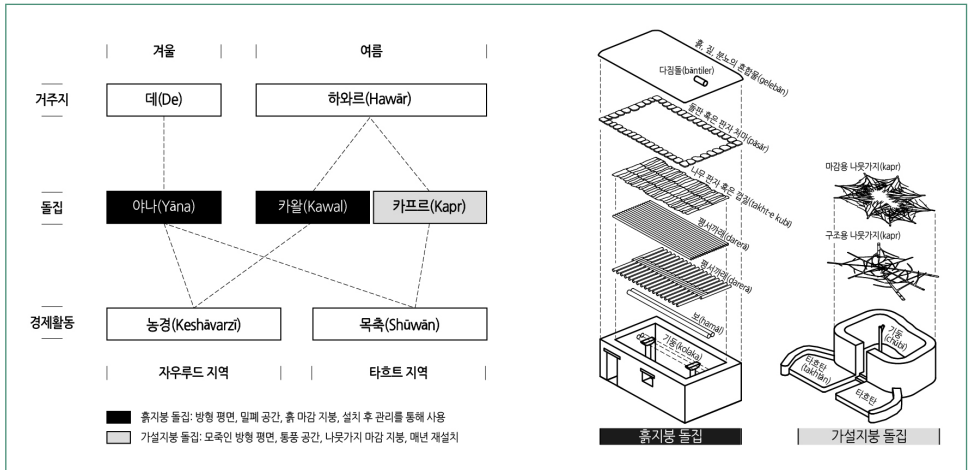 겨울
여름
거주지
데(De)
하와르(Hawār)
돌집
야나(Yāna)
카왈(Kawal)
카프르(Kapr)
경제활동
농경(Keshāvarzī)
목축(Shūwān)
자우루드 지역
타흐트 지역
흙지붕 돌집: 방형 평면, 밀폐 공간, 흙 마감 지붕, 설치 후 관리를 통해 사용
가설지붕 돌집: 모죽인 방형 평면, 통풍 공간, 나뭇가지 마감 지붕, 매년 재설치
흙, 짚, 분뇨의 혼합물(gelebān)
다짐돌(bāntiler)
돌판 혹은 판자 처마(pāsār)
나무 판자 혹은 껍질(takht-e kubi)
평서까래(darerā)
평서까래(darerā)
보(hamāl)
기둥(kolaka)
흙지붕 돌집
마감용 나뭇가지(kapr)
구조용 나뭇가지(kapr)
기둥
(chūbi)
타흐탄
(takhtān)
타흐탄
가설지붕 돌집